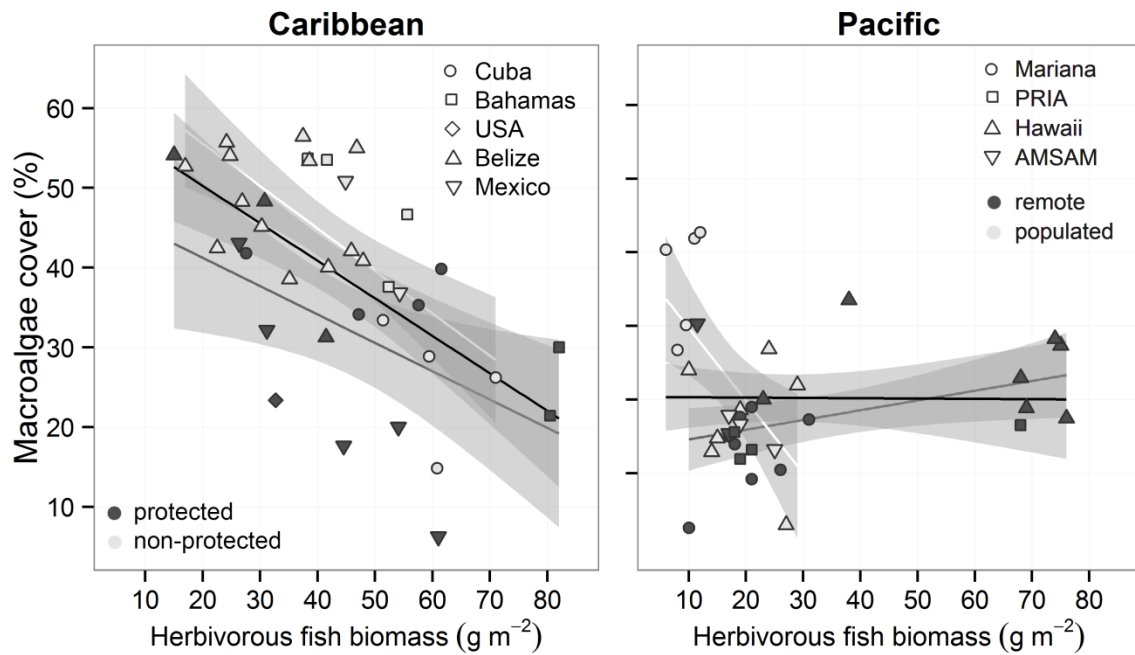 Caribbean
Pacific
Macroalgae cover (%)
60
50
40
30
20
10
Cuba
Bahamas
USA
Belize
Mexico
protected
non-protected
10 20 30 40 50 60 70 80
Herbivorous fish biomass (g m⁻²)
Mariana
PRIA
Hawaii
AMSAM
remote
populated
10 20 30 40 50 60 70 80
Herbivorous fish biomass (g m⁻²)